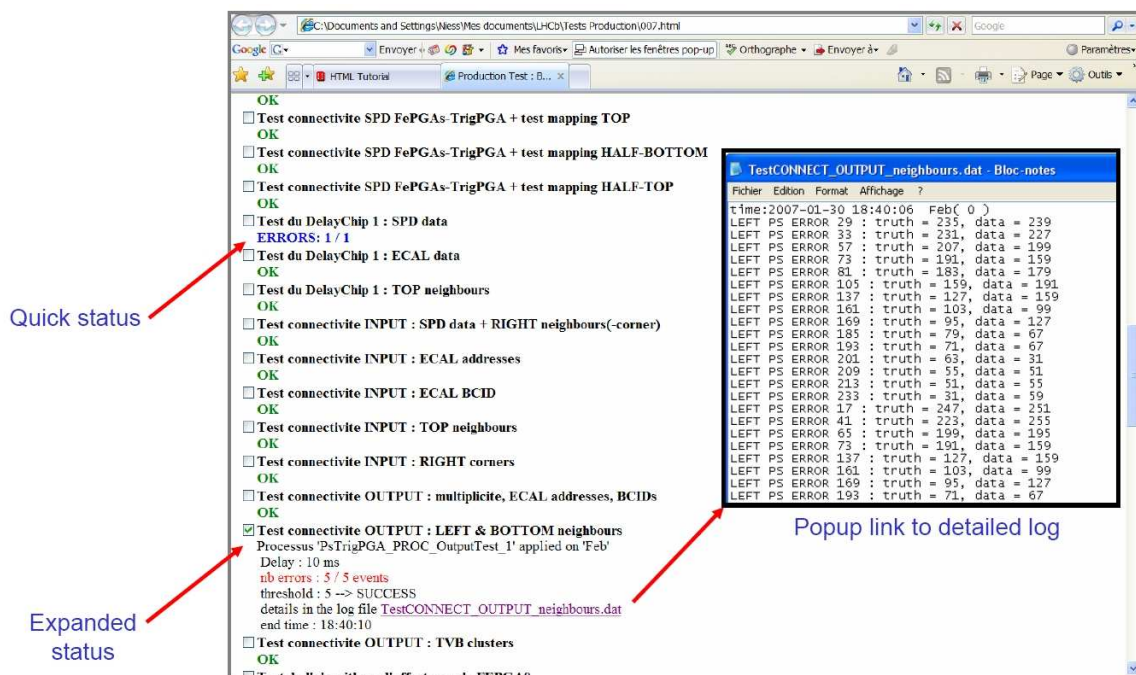 C:\Documents and Settings\Niess\Mes documents\LHCb\Tests Production\007.html
Google
Google G Envoyer Mes favoris Autoriser les fenêtres pop-up Orthographe Envoyer à Paramètres
HTML Tutorial Production Test : B... x Page Outils
OK
Test connectivite SPD FePGAs-TrigPGA + test mapping TOP
OK
Test connectivite SPD FePGAs-TrigPGA + test mapping HALF-BOTTOM
OK
Test connectivite SPD FePGAs-TrigPGA + test mapping HALF-TOP
OK
Test du DelayChip 1 : SPD data
ERRORS: 1 / 1
Test du DelayChip 1 : ECAL data
OK
Test du DelayChip 1 : TOP neighbours
OK
Test connectivite INPUT : SPD data + RIGHT neighbours(-corner)
OK
Test connectivite INPUT : ECAL addresses
OK
Test connectivite INPUT : ECAL BCID
OK
Test connectivite INPUT : TOP neighbours
OK
Test connectivite INPUT : RIGHT corners
OK
Test connectivite OUTPUT : multiplicite, ECAL addresses, BCIDs
OK
Test connectivite OUTPUT : LEFT & BOTTOM neighbours
Processus 'PsTrigPGA_PROC_OutputTest_1' applied on 'Feb'
Delay : 10 ms
nb errors : 5 / 5 events
threshold : 5 --> SUCCESS
details in the log file TestCONNECT_OUTPUT_neighbours.dat
end time : 18:40:10
Test connectivite OUTPUT : TVB clusters
OK
Quick status
Expanded
status
TestCONNECT_OUTPUT_neighbours.dat - Bloc-notes
Fichier Edition Format Affichage ?
time:2007-01-30 18:40:06 Feb( 0 )
LEFT PS ERROR 29 : truth = 235, data = 239
LEFT PS ERROR 33 : truth = 231, data = 227
LEFT PS ERROR 57 : truth = 207, data = 199
LEFT PS ERROR 73 : truth = 191, data = 159
LEFT PS ERROR 81 : truth = 183, data = 179
LEFT PS ERROR 105 : truth = 159, data = 191
LEFT PS ERROR 137 : truth = 127, data = 159
LEFT PS ERROR 161 : truth = 103, data = 99
LEFT PS ERROR 169 : truth = 95, data = 127
LEFT PS ERROR 185 : truth = 79, data = 67
LEFT PS ERROR 193 : truth = 71, data = 67
LEFT PS ERROR 201 : truth = 63, data = 31
LEFT PS ERROR 209 : truth = 55, data = 51
LEFT PS ERROR 213 : truth = 51, data = 55
LEFT PS ERROR 233 : truth = 31, data = 59
LEFT PS ERROR 17 : truth = 247, data = 251
LEFT PS ERROR 41 : truth = 223, data = 255
LEFT PS ERROR 65 : truth = 199, data = 195
LEFT PS ERROR 73 : truth = 191, data = 159
LEFT PS ERROR 137 : truth = 127, data = 159
LEFT PS ERROR 161 : truth = 103, data = 99
LEFT PS ERROR 169 : truth = 95, data = 127
LEFT PS ERROR 193 : truth = 71, data = 67
Popup link to detailed log